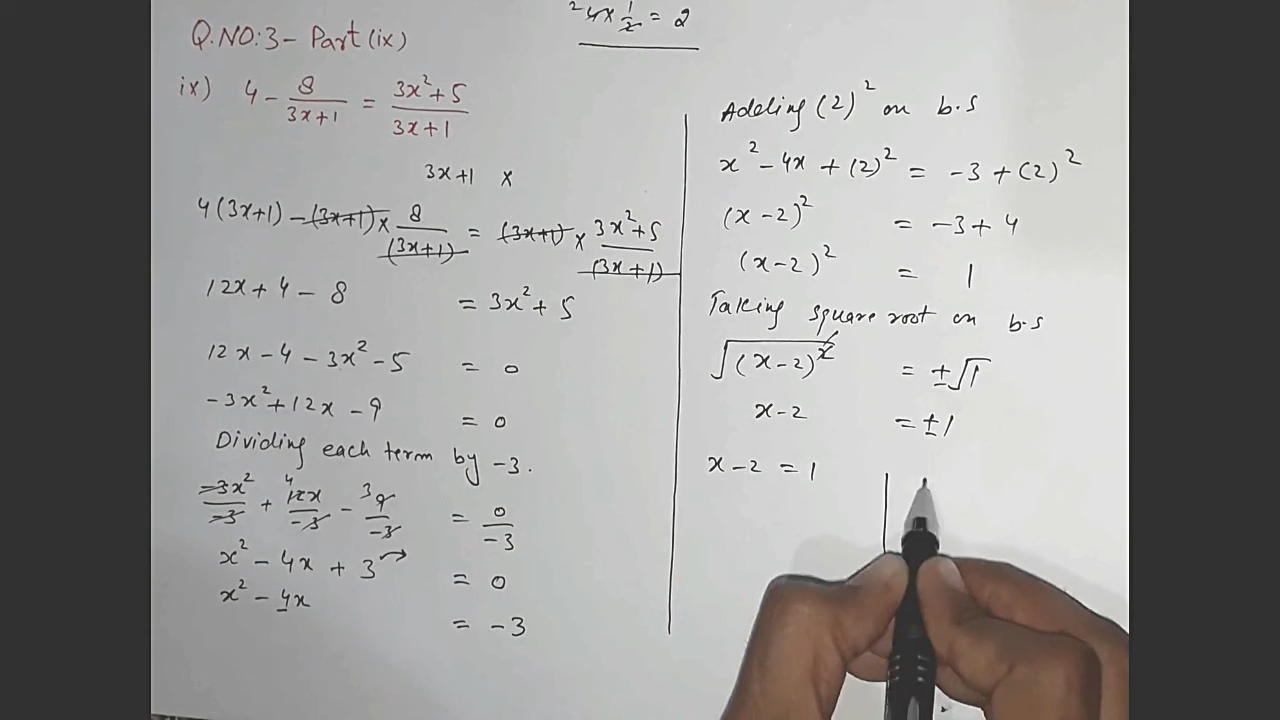 Q.NO:3- Part (ix)
ix) 4 - 8/(3x+1) = (3x²+5)/(3x+1)
3x+1 ×
4(3x+1) - (3x+1) × 8/(3x+1) = (3x+1) × (3x²+5)/(3x+1)
12x + 4 - 8 = 3x² + 5
12x - 4 - 3x² - 5 = 0
-3x² + 12x - 9 = 0
Dividing each term by -3.
-3x²/-3 + 12x/-3 - 9/-3 = 0/-3
4 3
x² - 4x + 3 = 0
x² - 4x = -3
2 4 × 1/2 = 2
Adding (2)² on b.s
x² - 4x + (2)² = -3 + (2)²
(x-2)² = -3 + 4
(x-2)² = 1
Taking square root on b.s
√(x-2)² = ±√1
x-2 = ±1
x-2 = 1